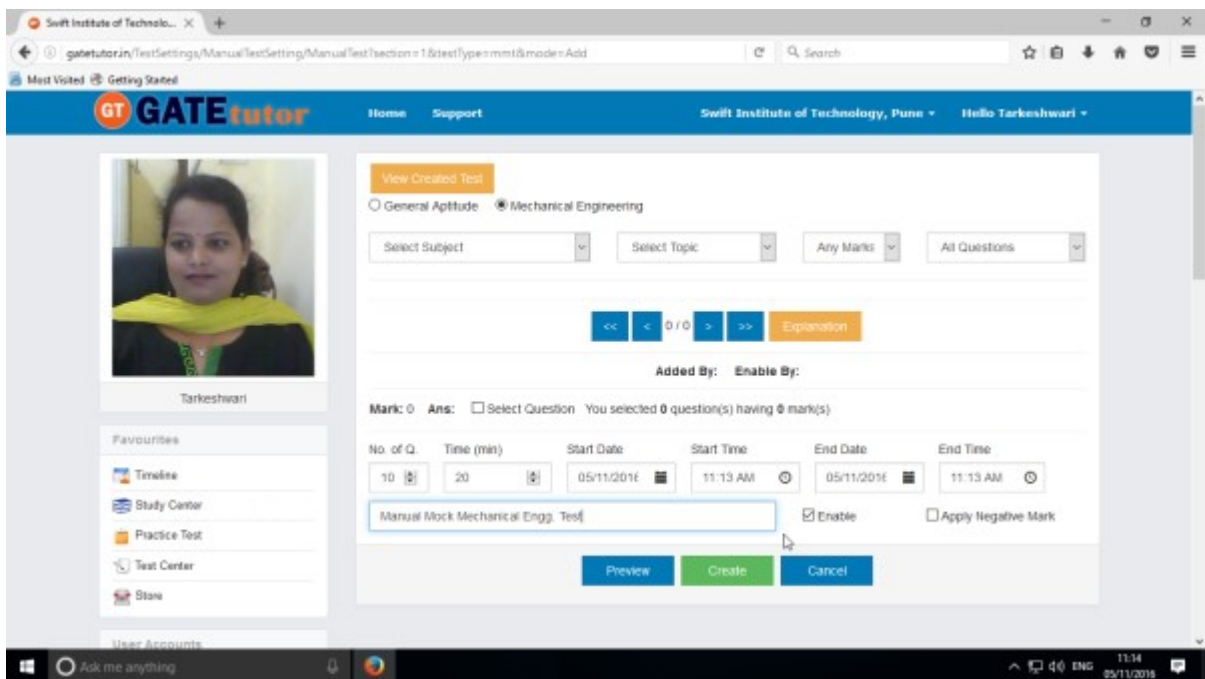 Swift Institute of Technolo...
gatetutor.in/TestSettings/ManualTestSetting/ManualTest?section=1&testType=mmt&mode=Add
Search
Most Visited Getting Started
GT GATEtutor Home Support Swift Institute of Technology, Pune Hello Tarkeshwari
View Created Test
General Aptitude Mechanical Engineering
Select Subject Select Topic Any Marks All Questions
<< < 0 / 0 > >> Explanation
Added By: Enable By:
Tarkeshwari
Mark: 0 Ans: Select Question You selected 0 question(s) having 0 mark(s)
Favourites
No. of Q. Time (min) Start Date Start Time End Date End Time
Timeline
10 20 05/11/2016 11:13 AM 05/11/2016 11:13 AM
Study Center
Manual Mock Mechanical Engg. Test Enable Apply Negative Mark
Practice Test
Test Center
Preview Create Cancel
Store
User Accounts
Ask me anything ENG 11:14
05/11/2016